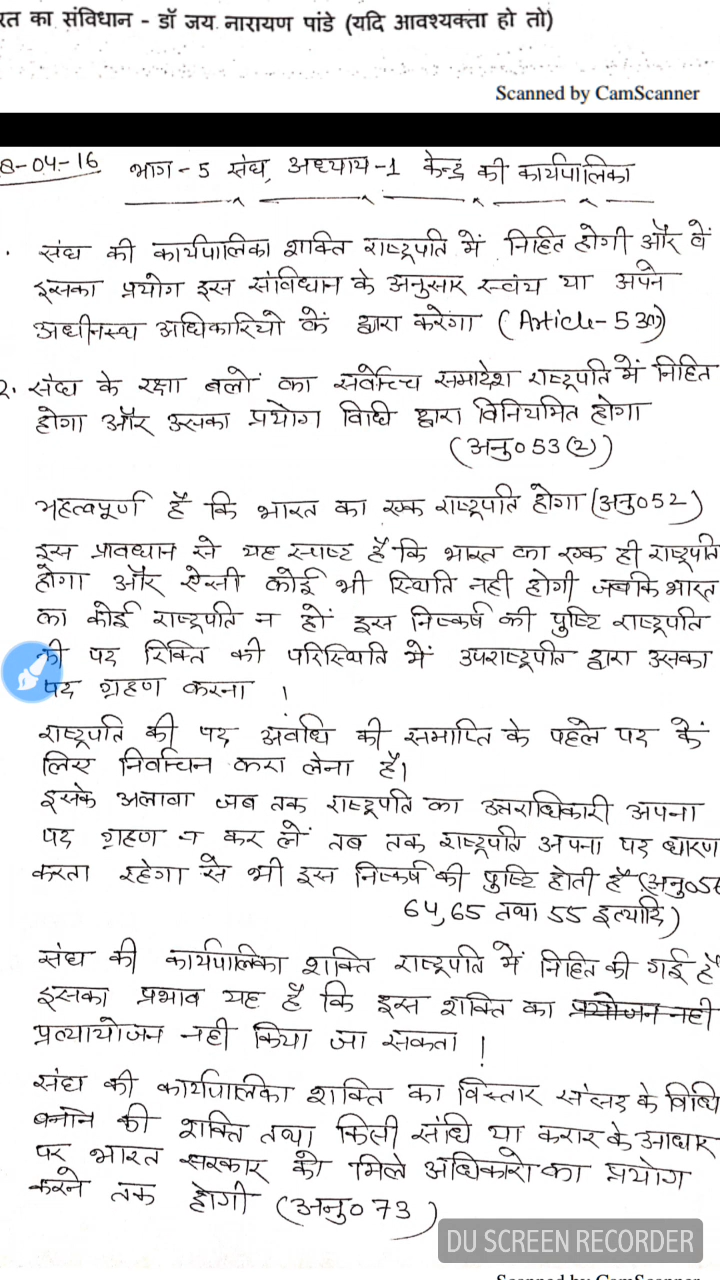 रत का संविधान - डॉ जय. नारायण पांडे (यदि आवश्यक्ता हो तो)
Scanned by CamScanner
8-04-16 भाग-5 संघ, अध्याय-1 केन्द्र की कार्यपालिका
संघ की कार्यपालिका शक्ति राष्ट्रपति में निहित होगी और वें
इसका प्रयोग इस संविधान के अनुसार स्वंय या अपने
अधीनस्थ अधिकारियो कें द्वारा करेगा (Article-53(1))
2. संघ के रक्षा बलों का सर्वोच्च समादेश राष्ट्रपति में निहित
होगा और उसका प्रयोग विधि द्वारा विनियमित होगा
(अनु० 53(2))
महत्वपूर्ण है कि भारत का एक राष्ट्रपति होगा (अनु०52)
इस प्रावधान से यह स्पष्ट है कि भारत का एक ही राष्ट्रपति
होगा और ऐसी कोई भी स्थिति नही होगी जबकि भारत
का कोई राष्ट्रपति न हों इस निष्कर्ष की पुष्टि राष्ट्रपति
की पद रिक्ति की परिस्थिति में उपराष्ट्रपति द्वारा उसका
पद ग्रहण करना ।
राष्ट्रपति की पद अवधि की समाप्ति के पहले पद कें
लिए निर्वाचन करा लेना है।
इसके अलावा जब तक राष्ट्रपति का उत्तराधिकारी अपना
पद ग्रहण न कर लें तब तक राष्ट्रपति अपना पद धारण
करता रहेगा से भी इस निष्कर्ष की पुष्टि होती है (अनु०
64,65 तथा 55 इत्यादि)
संघ की कार्यपालिका शक्ति राष्ट्रपति में निहित की गई है
इसका प्रभाव यह है कि इस शक्ति का प्रयोजन नही
प्रत्यायोजन नही किया जा सकता !
संघ की कार्यपालिका शक्ति का विस्तार संसद के विधि
बनाने की शक्ति तथा किसी संधि या करार के आधार
पर भारत सरकार को मिले अधिकारो का प्रयोग
करने तक होगी (अनु० 73)
DU SCREEN RECORDER